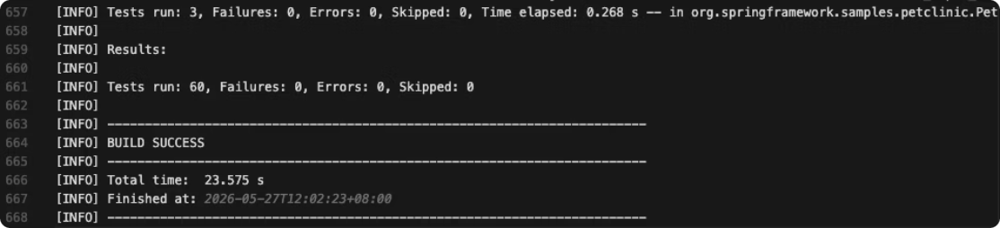 657 [INFO] Tests run: 3, Failures: 0, Errors: 0, Skipped: 0, Time elapsed: 0.268 s -- in org.springframework.samples.petclinic.Pet
658 [INFO]
659 [INFO] Results:
660 [INFO]
661 [INFO] Tests run: 60, Failures: 0, Errors: 0, Skipped: 0
662 [INFO]
663 [INFO] ------------------------------------------------------------------------
664 [INFO] BUILD SUCCESS
665 [INFO] ------------------------------------------------------------------------
666 [INFO] Total time:  23.575 s
667 [INFO] Finished at: 2026-05-27T12:02:23+08:00
668 [INFO] ------------------------------------------------------------------------